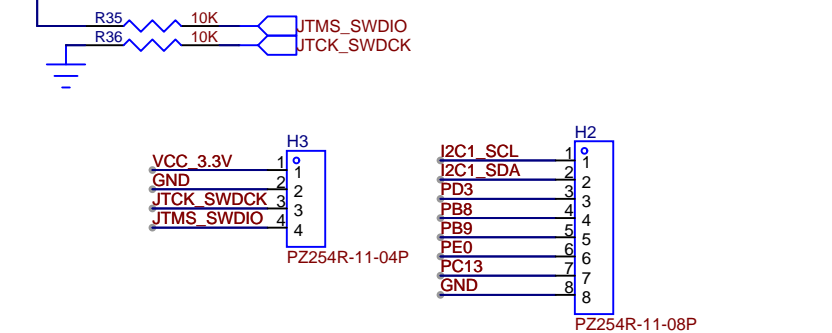 R35 10K JTMS_SWDIO
R36 10K JTCK_SWDCK
H3
VCC_3.3V 1 1
GND 2 2
JTCK_SWDCK 3 3
JTMS_SWDIO 4 4
PZ254R-11-04P
H2
I2C1_SCL 1 1
I2C1_SDA 2 2
PD3 3 3
PB8 4 4
PB9 5 5
PE0 6 6
PC13 7 7
GND 8 8
PZ254R-11-08P